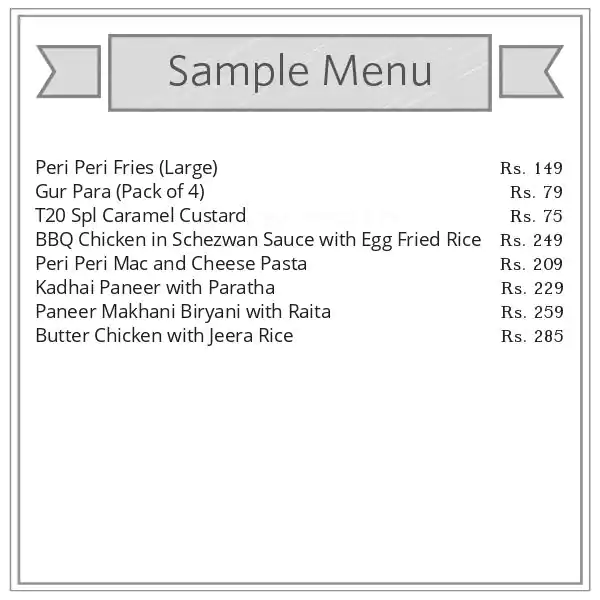 Sample Menu
Peri Peri Fries (Large) Rs. 149
Gur Para (Pack of 4) Rs. 79
T20 Spl Caramel Custard Rs. 75
BBQ Chicken in Schezwan Sauce with Egg Fried Rice Rs. 249
Peri Peri Mac and Cheese Pasta Rs. 209
Kadhai Paneer with Paratha Rs. 229
Paneer Makhani Biryani with Raita Rs. 259
Butter Chicken with Jeera Rice Rs. 285